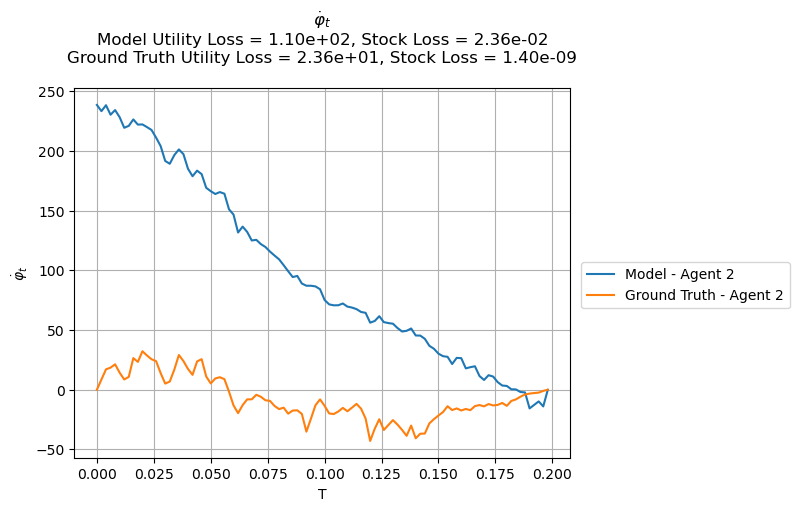 φ̇ₜ
Model Utility Loss = 1.10e+02, Stock Loss = 2.36e-02
Ground Truth Utility Loss = 2.36e+01, Stock Loss = 1.40e-09
250
200
150
100
50
0
−50
φ̇ₜ
0.000 0.025 0.050 0.075 0.100 0.125 0.150 0.175 0.200
T
Model - Agent 2
Ground Truth - Agent 2